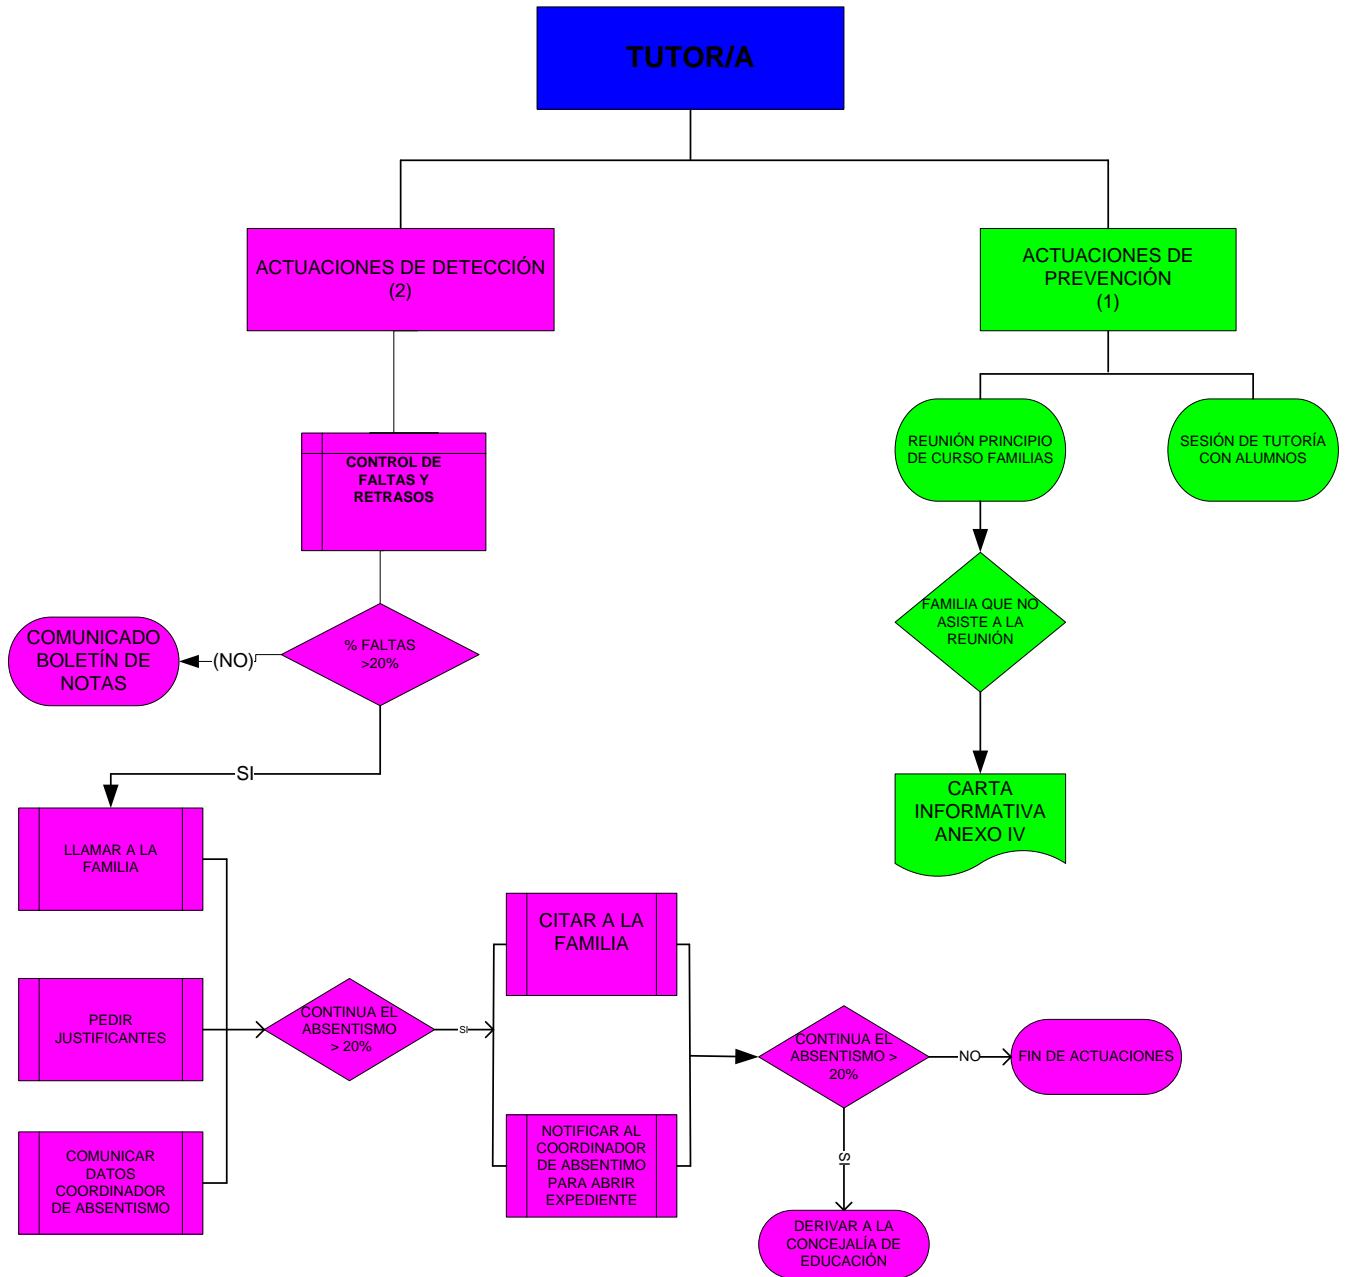 TUTOR/A
ACTUACIONES DE DETECCIÓN
(2)
ACTUACIONES DE
PREVENCIÓN
(1)
CONTROL DE
FALTAS Y
RETRASOS
REUNIÓN PRINCIPIO
DE CURSO FAMILIAS
SESIÓN DE TUTORÍA
CON ALUMNOS
FAMILIA QUE NO
ASISTE A LA
REUNIÓN
COMUNICADO
BOLETÍN DE
NOTAS
(NO)
% FALTAS
>20%
SI
CARTA
INFORMATIVA
ANEXO IV
LLAMAR A LA
FAMILIA
PEDIR
JUSTIFICANTES
COMUNICAR
DATOS
COORDINADOR
DE ABSENTISMO
CONTINUA EL
ABSENTISMO
> 20%
SI
CITAR A LA
FAMILIA
NOTIFICAR AL
COORDINADOR
DE ABSENTIMO
PARA ABRIR
EXPEDIENTE
CONTINUA EL
ABSENTISMO >
20%
NO
FIN DE ACTUACIONES
SI
DERIVAR A LA
CONCEJALÍA DE
EDUCACIÓN